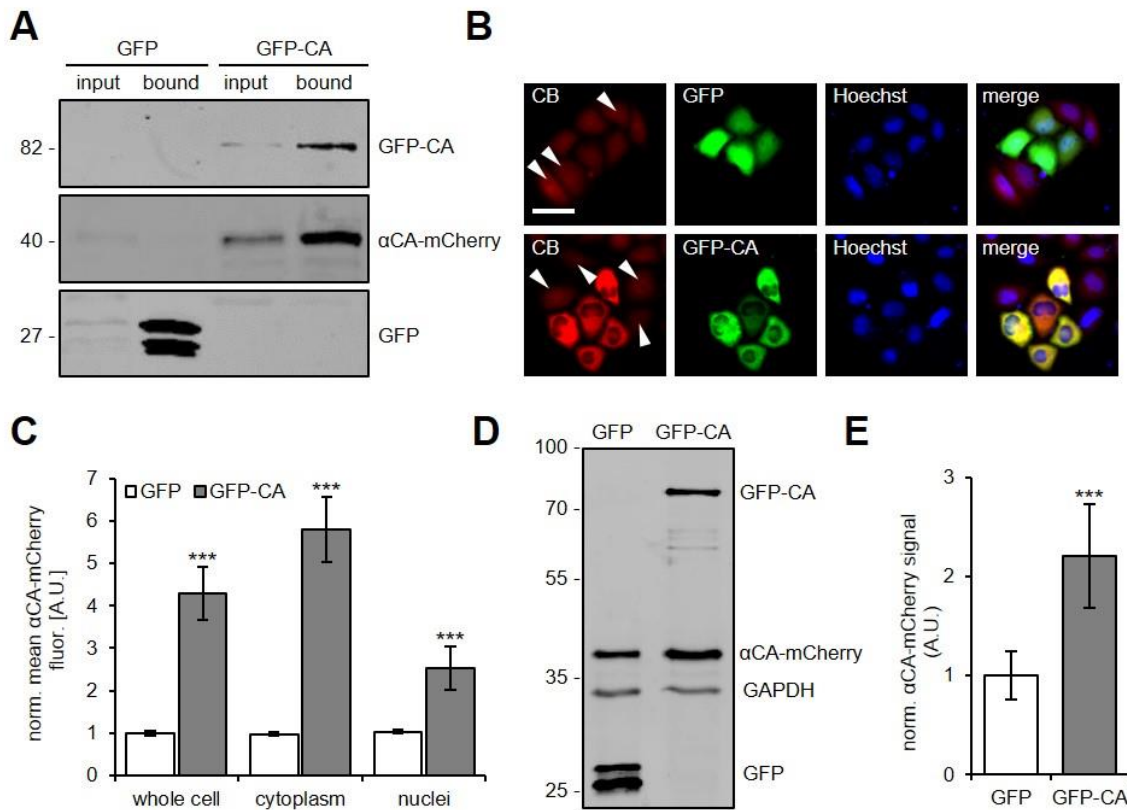 A
GFP GFP-CA
input bound input bound
82 - GFP-CA
40 - αCA-mCherry
27 - GFP
B
CB GFP Hoechst merge
CB GFP-CA Hoechst merge
C
norm. mean αCA-mCherry
fluor. [A.U.]
7
6
5
4
3
2
1
0
GFP GFP-CA
*** *** ***
whole cell cytoplasm nuclei
D
GFP GFP-CA
100 -
GFP-CA
70 -
55 -
αCA-mCherry
35 -
GAPDH
GFP
25 -
E
norm. αCA-mCherry signal
(A.U.)
3
2
1
0
***
GFP GFP-CA